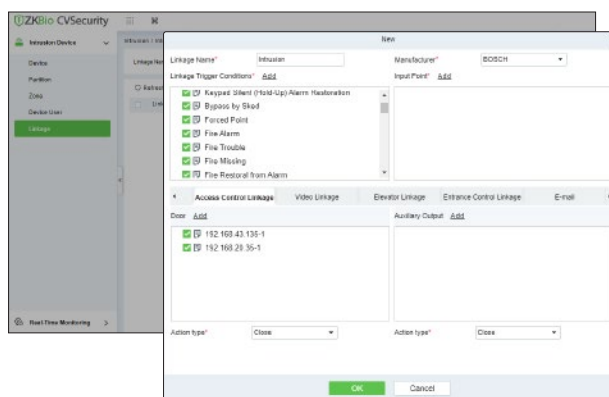 ZKBio CVSecurity
Intrusion Device
Device
Partition
Zone
Device User
Linkage
Real-Time Monitoring
New
Linkage Name* Intrusion Manufacturer* BOSCH
Linkage Trigger Conditions* Add Input Point* Add
Keypad Silent (Hold-Up) Alarm Restoration
Bypass by Sked
Forced Point
Fire Alarm
Fire Trouble
Fire Missing
Fire Restoral from Alarm
Access Control Linkage Video Linkage Elevator Linkage Entrance Control Linkage E-mail
Door Add Auxiliary Output Add
192.168.43.136-1
192.168.20.36-1
Action type* Close Action type* Close
OK Cancel